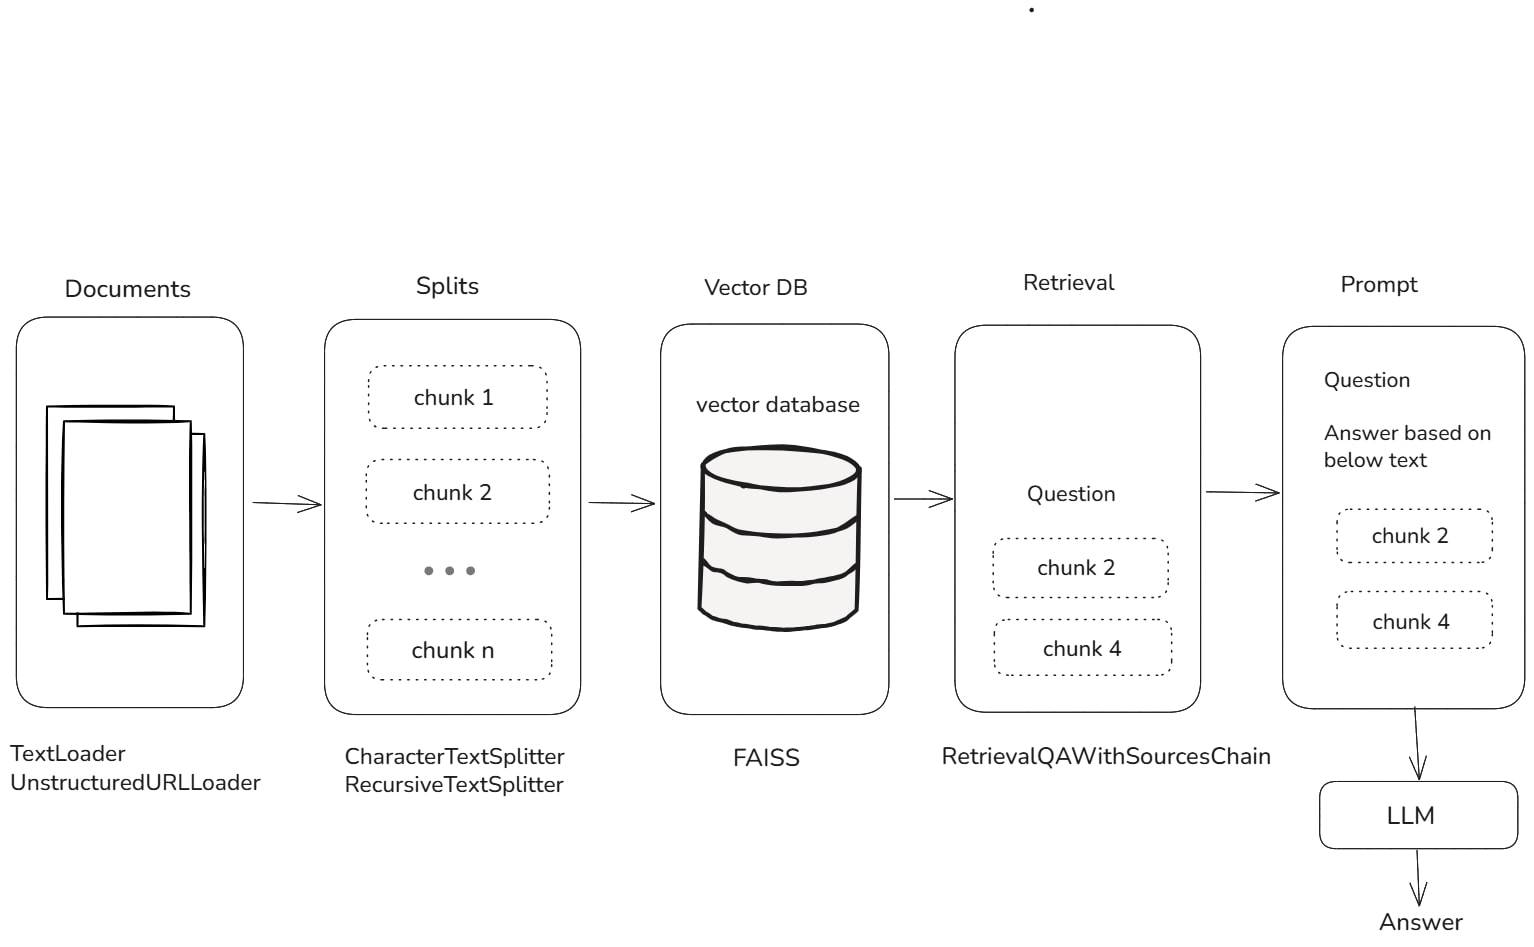 Documents
Splits
Vector DB
Retrieval
Prompt
chunk 1
chunk 2
chunk n
vector database
Question
chunk 2
chunk 4
Question
Answer based on
below text
chunk 2
chunk 4
TextLoader
UnstructuredURLLoader
CharacterTextSplitter
RecursiveTextSplitter
FAISS
RetrievalQAWithSourcesChain
LLM
Answer